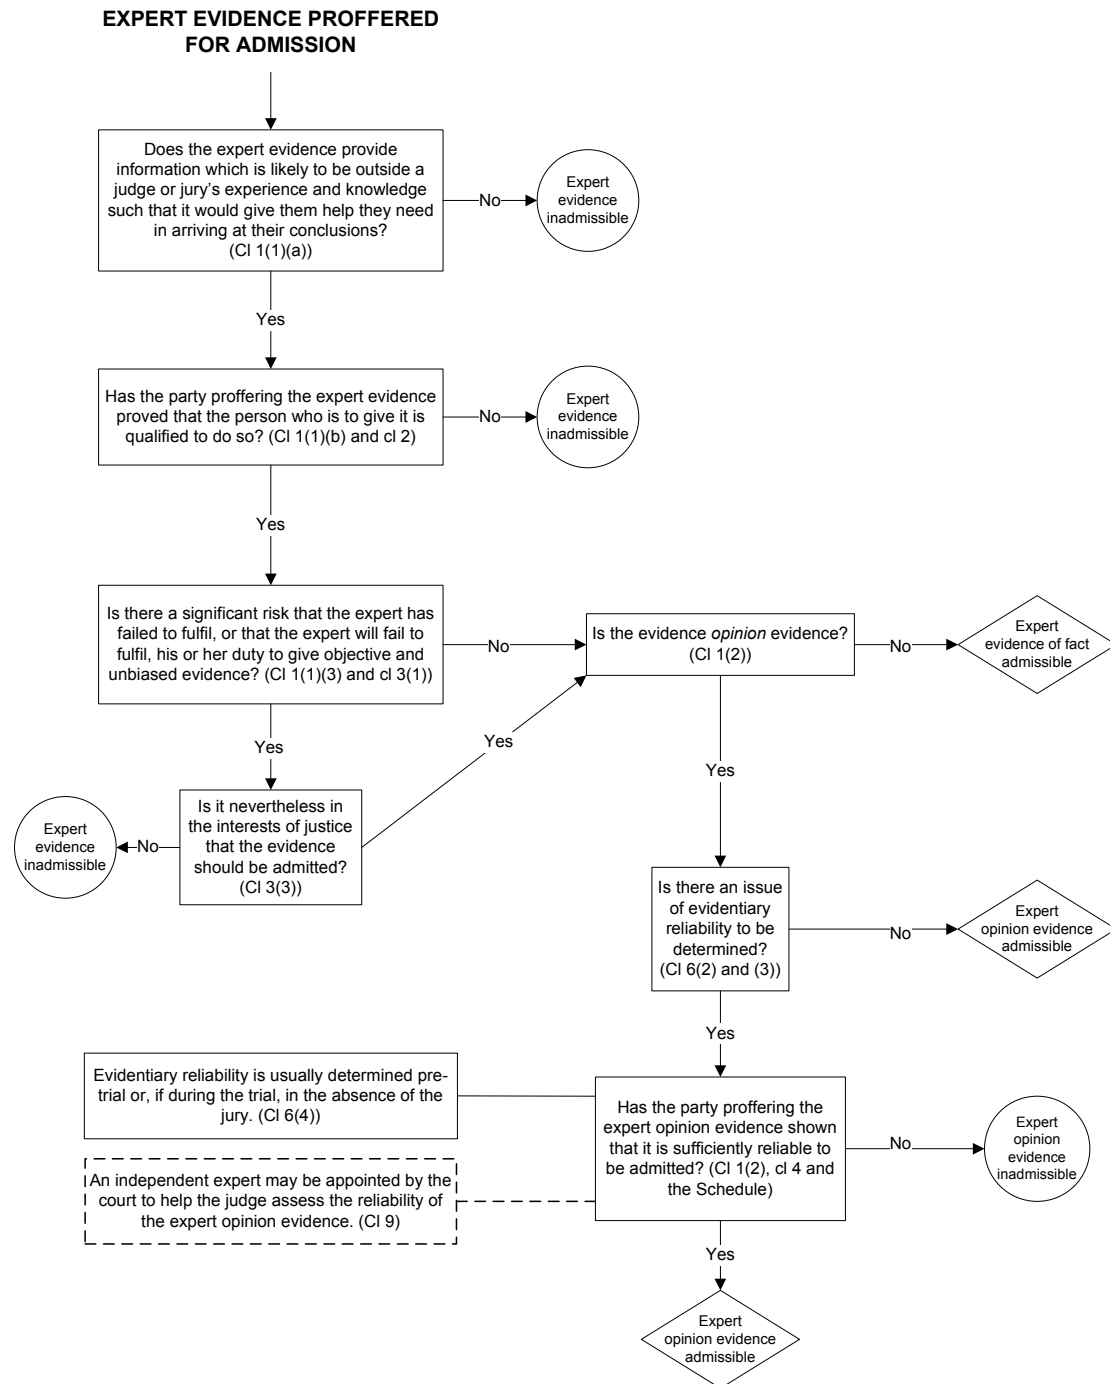 EXPERT EVIDENCE PROFFERED
FOR ADMISSION
Does the expert evidence provide
information which is likely to be outside a
judge or jury's experience and knowledge
such that it would give them help they need
in arriving at their conclusions?
(Cl 1(1)(a))
No
Expert
evidence
inadmissible
Yes
Has the party proffering the expert evidence
proved that the person who is to give it is
qualified to do so? (Cl 1(1)(b) and cl 2)
No
Expert
evidence
inadmissible
Yes
Is there a significant risk that the expert has
failed to fulfil, or that the expert will fail to
fulfil, his or her duty to give objective and
unbiased evidence? (Cl 1(1)(3) and cl 3(1))
No
Is the evidence opinion evidence?
(Cl 1(2))
No
Expert
evidence of fact
admissible
Yes
Yes
Yes
Is it nevertheless in
the interests of justice
that the evidence
should be admitted?
(Cl 3(3))
No
Expert
evidence
inadmissible
Is there an issue
of evidentiary
reliability to be
determined?
(Cl 6(2) and (3))
No
Expert
opinion evidence
admissible
Yes
Evidentiary reliability is usually determined pre-
trial or, if during the trial, in the absence of the
jury. (Cl 6(4))
An independent expert may be appointed by the
court to help the judge assess the reliability of
the expert opinion evidence. (Cl 9)
Has the party proffering the
expert opinion evidence shown
that it is sufficiently reliable to
be admitted? (Cl 1(2), cl 4 and
the Schedule)
No
Expert
opinion
evidence
inadmissible
Yes
Expert
opinion evidence
admissible